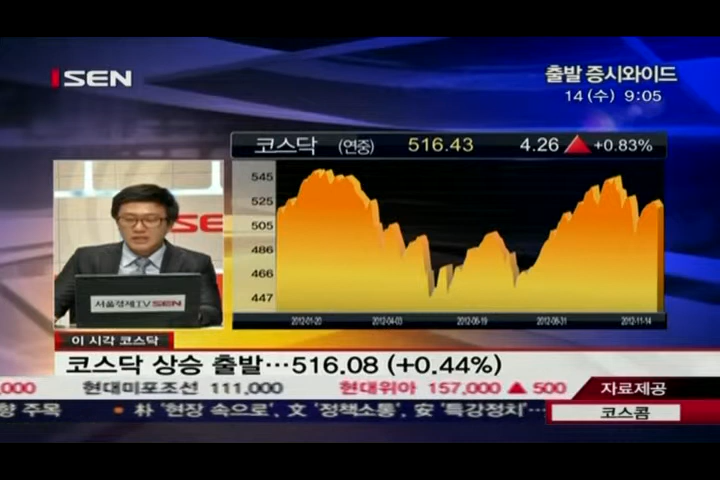 SEN
출발 증시와이드
14 (수) 9:05
코스닥 (연중) 516.43 4.26 ▲ +0.83%
545
525
505
486
466
447
2012-01-20 2012-04-03 2012-06-19 2012-08-31 2012-11-14
SE
서울경제TV SEN
이 시각 코스닥
코스닥 상승 출발…516.08 (+0.44%)
,000 현대미포조선 111,000 현대위아 157,000 ▲ 500 자료제공
향 주목 • 朴 '현장 속으로', 文 '정책소통', 安 '특강정치'… 코스콤